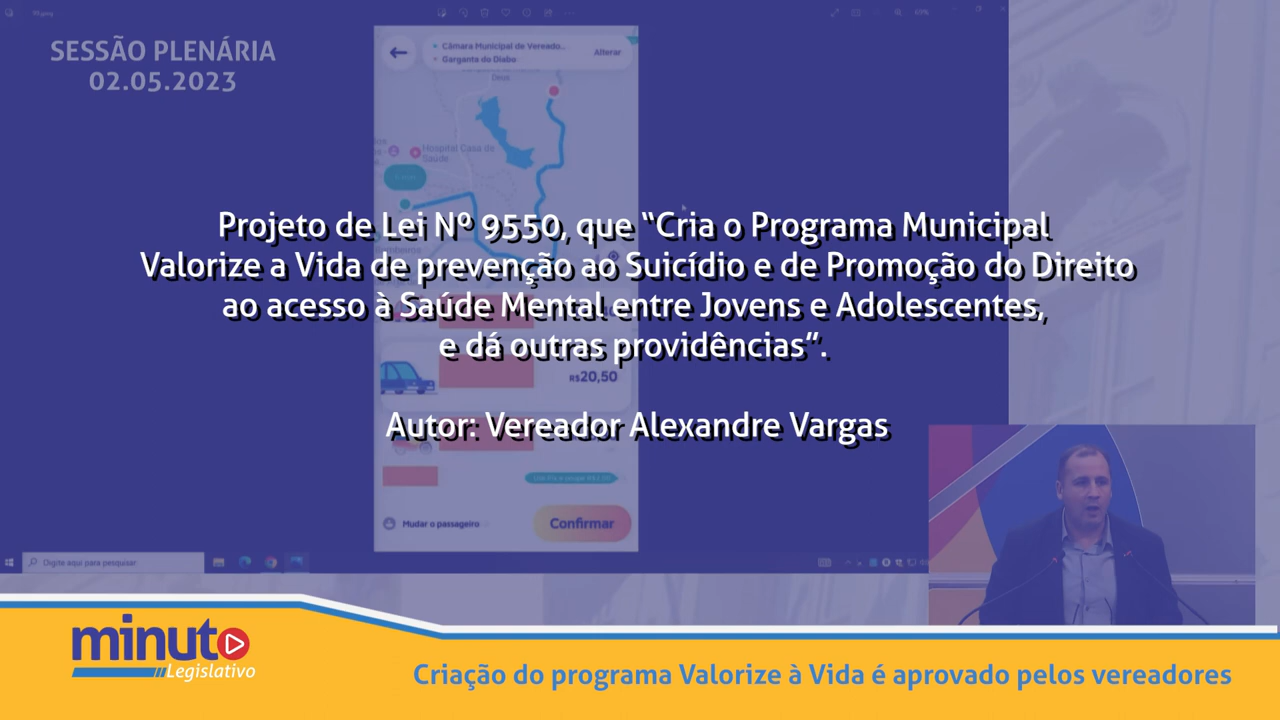 49%
SESSÃO PLENÁRIA
02.05.2023
Câmara Municipal de Vereado...
Garganta do Diabo
Alterar
Deus
Hospital Casa de
Saúde
Projeto de Lei Nº 9550, que “Cria o Programa Municipal
Valorize a Vida de prevenção ao Suicídio e de Promoção do Direito
ao acesso à Saúde Mental entre Jovens e Adolescentes,
e dá outras providências”.
R$20,50
Autor: Vereador Alexandre Vargas
Mudar o passageiro
Confirmar
Digite aqui para pesquisar
minuto
Legislativo
Criação do programa Valorize à Vida é aprovado pelos vereadores